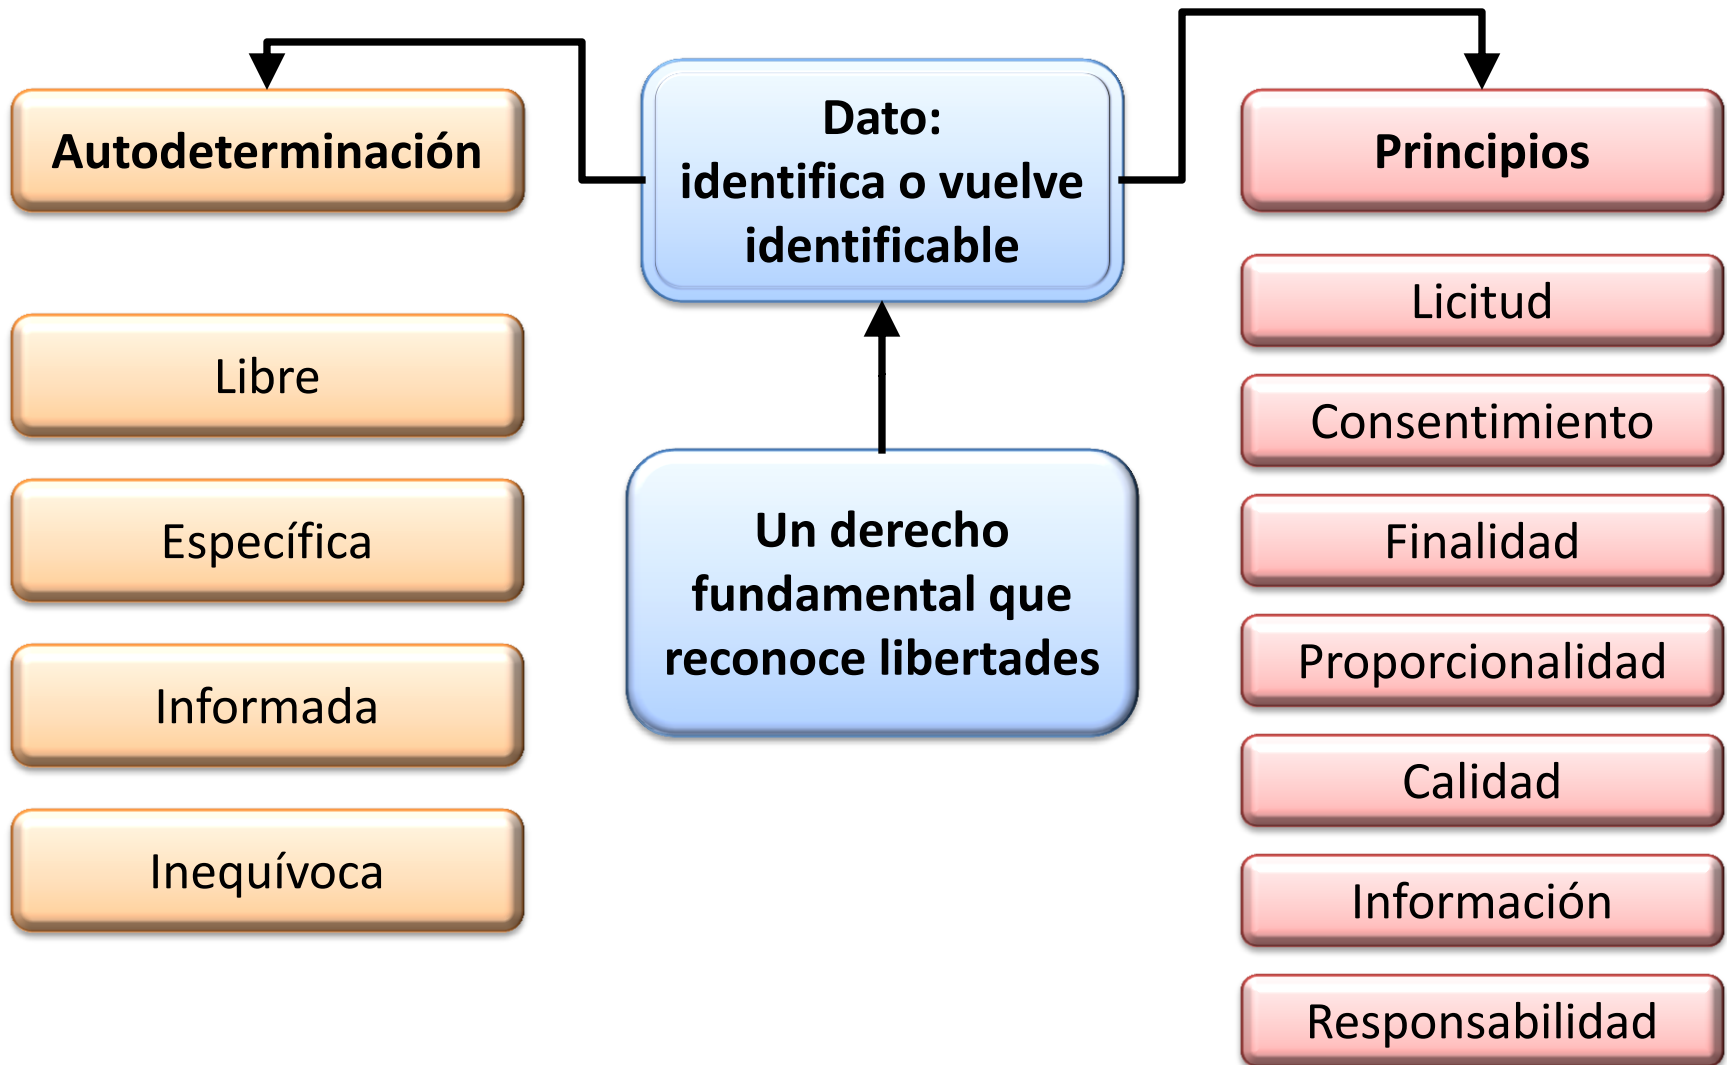 Autodeterminación
Libre
Específica
Informada
Inequívoca
Dato:
identifica o vuelve
identificable
Un derecho
fundamental que
reconoce libertades
Principios
Licitud
Consentimiento
Finalidad
Proporcionalidad
Calidad
Información
Responsabilidad